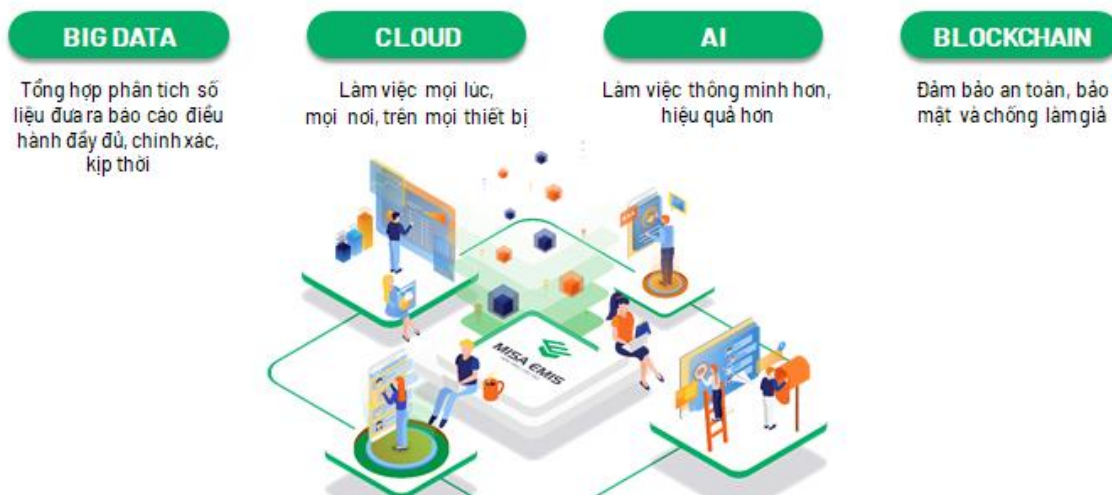 BIG DATA
Tổng hợp phân tích số
liệu đưa ra báo cáo điều
hành đầy đủ, chính xác,
kịp thời
CLOUD
Làm việc mọi lúc,
mọi nơi, trên mọi thiết bị
AI
Làm việc thông minh hơn,
hiệu quả hơn
BLOCKCHAIN
Đảm bảo an toàn, bảo
mật và chống làm giả
MISA EMIS